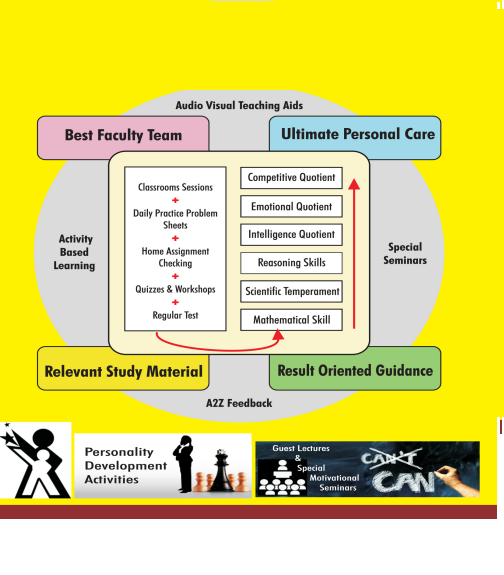 Audio Visual Teaching Aids
Best Faculty Team
Ultimate Personal Care
Classrooms Sessions
+
Daily Practice Problem
Sheets
+
Home Assignment
Checking
+
Quizzes & Workshops
+
Regular Test
Competitive Quotient
Emotional Quotient
Intelligence Quotient
Reasoning Skills
Scientific Temperament
Mathematical Skill
Activity
Based
Learning
Special
Seminars
Relevant Study Material
Result Oriented Guidance
A2Z Feedback
Personality
Development
Activities
Guest Lectures
&
Special
Motivational
Seminars
CAN'T
CAN